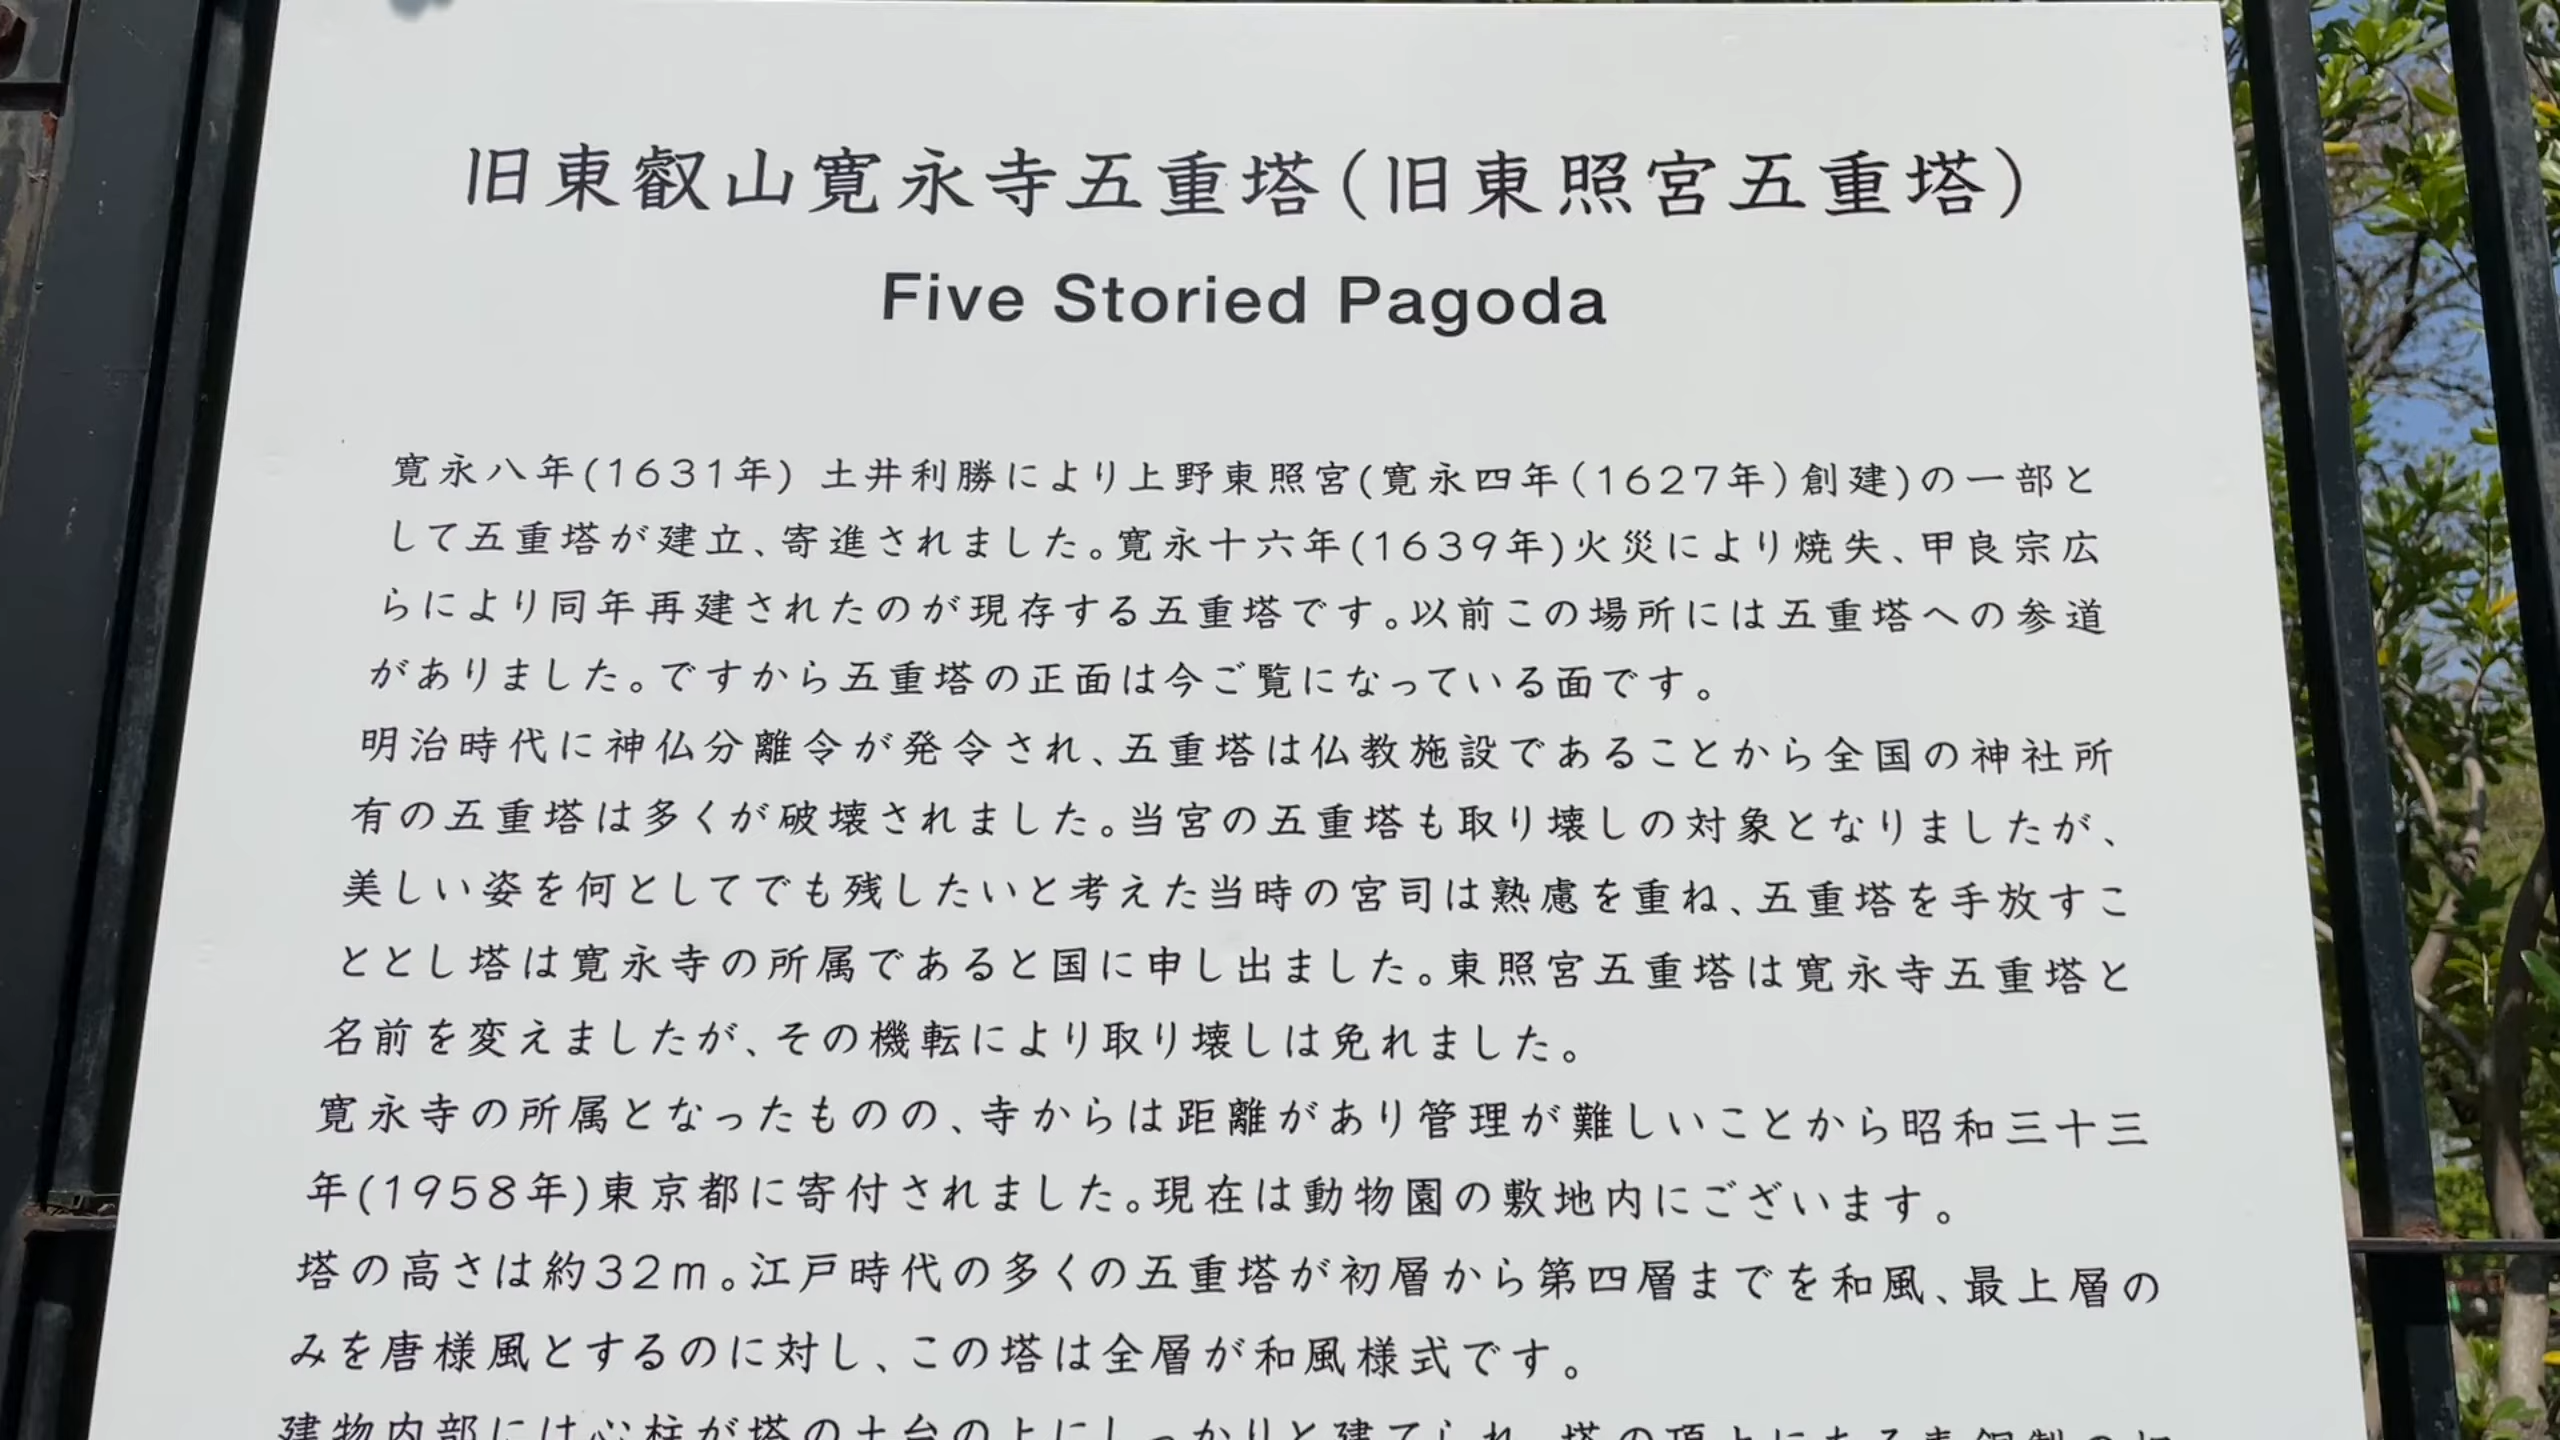 旧東叡山寛永寺五重塔(旧東照宮五重塔)
Five Storied Pagoda
寛永八年(1631年) 土井利勝により上野東照宮(寛永四年(1627年)創建)の一部と
して五重塔が建立、寄進されました。寛永十六年(1639年)火災により焼失、甲良宗広
らにより同年再建されたのが現存する五重塔です。以前この場所には五重塔への参道
がありました。ですから五重塔の正面は今ご覧になっている面です。
明治時代に神仏分離令が発令され、五重塔は仏教施設であることから全国の神社所
有の五重塔は多くが破壊されました。当宮の五重塔も取り壊しの対象となりましたが、
美しい姿を何としてでも残したいと考えた当時の宮司は熟慮を重ね、五重塔を手放すこ
ととし塔は寛永寺の所属であると国に申し出ました。東照宮五重塔は寛永寺五重塔と
名前を変えましたが、その機転により取り壊しは免れました。
寛永寺の所属となったものの、寺からは距離があり管理が難しいことから昭和三十三
年(1958年)東京都に寄付されました。現在は動物園の敷地内にございます。
塔の高さは約32m。江戸時代の多くの五重塔が初層から第四層までを和風、最上層の
みを唐様風とするのに対し、この塔は全層が和風様式です。
建物内部には心柱が塔の土台の上にしっかりと建てられ、塔の頂上にある青銅製の